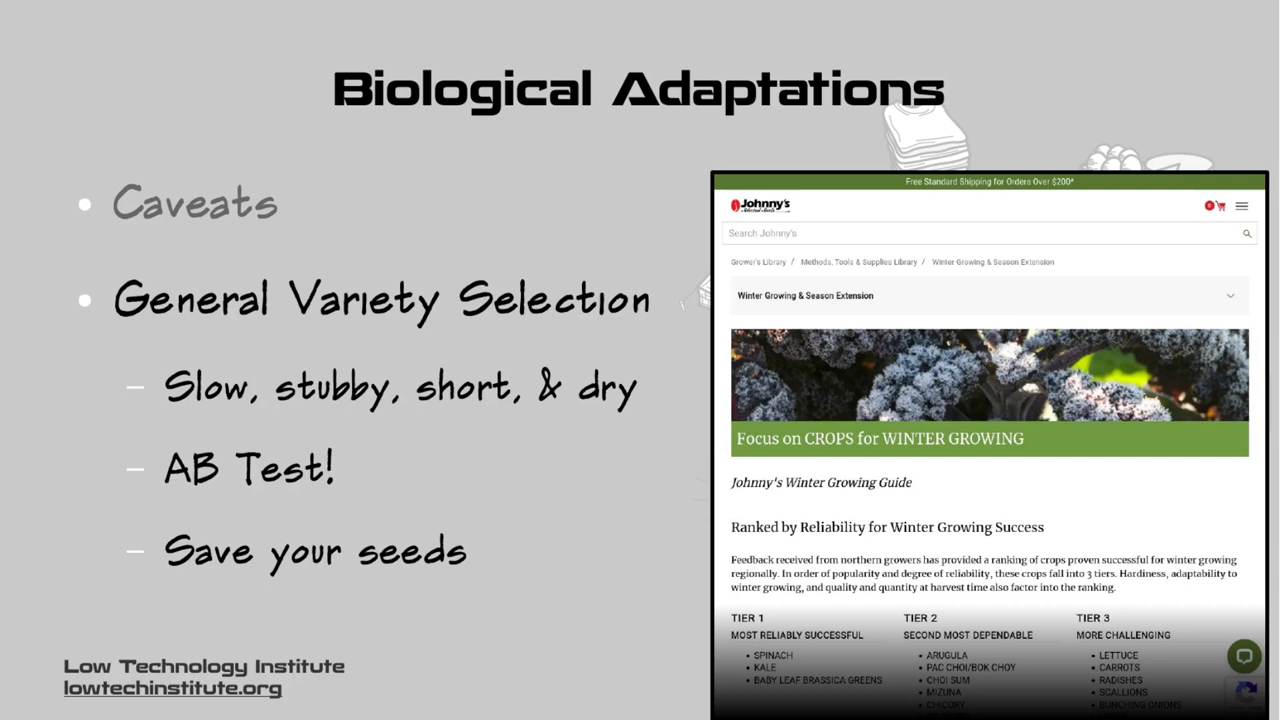 Biological Adaptations
Caveats
General Variety Selection
Slow, stubby, short, & dry
AB Test!
Save your seeds
Low Technology Institute
lowtechinstitute.org
Free Standard Shipping for Orders Over $200*
Johnny's
Selected Seeds
0
Search Johnny's
Grower's Library / Methods, Tools & Supplies Library / Winter Growing & Season Extension
Winter Growing & Season Extension
Focus on CROPS for WINTER GROWING
Johnny's Winter Growing Guide
Ranked by Reliability for Winter Growing Success
Feedback received from northern growers has provided a ranking of crops proven successful for winter growing
regionally. In order of popularity and degree of reliability, these crops fall into 3 tiers. Hardiness, adaptability to
winter growing, and quality and quantity at harvest time also factor into the ranking.
TIER 1
MOST RELIABLY SUCCESSFUL
SPINACH
KALE
BABY LEAF BRASSICA GREENS
TIER 2
SECOND MOST DEPENDABLE
ARUGULA
PAC CHOI/BOK CHOY
CHOI SUM
MIZUNA
CHICORY
TIER 3
MORE CHALLENGING
LETTUCE
CARROTS
RADISHES
SCALLIONS
BUNCHING ONIONS